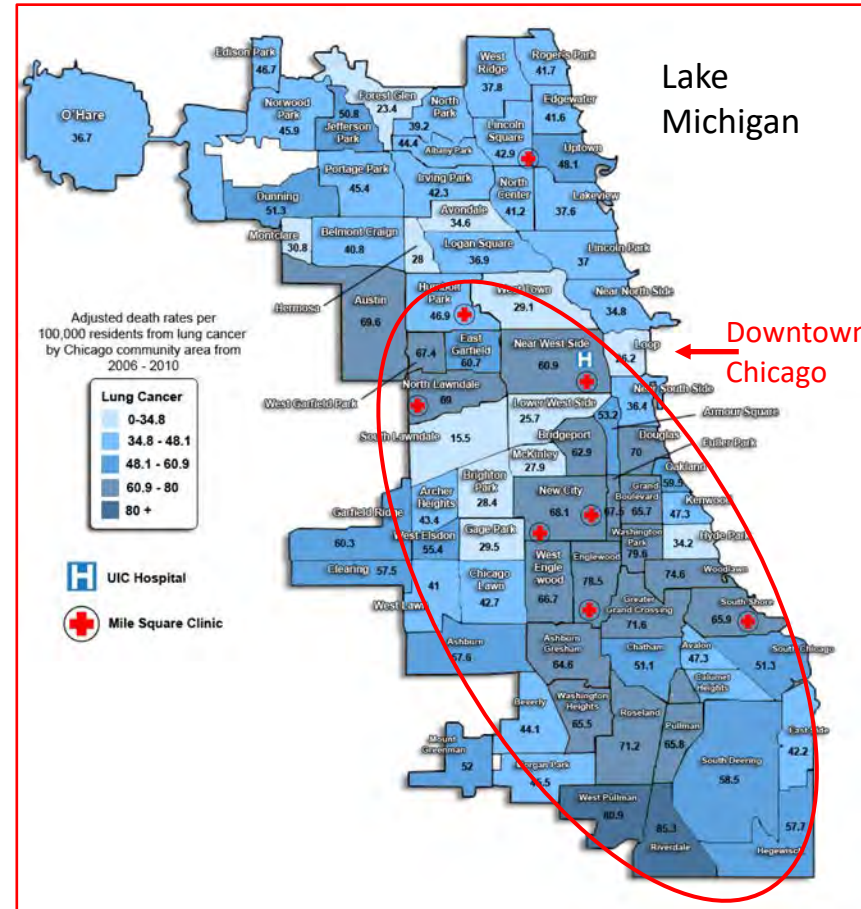 Lake
Michigan
Edison Park
46.7
O'Hare
36.7
Norwood
Park
45.9
50.8
Jefferson
Park
Forest Glen
23.4
North
Park
39.2
West
Ridge
37.8
Rogers Park
41.7
Edgewater
41.6
Lincoln
Square
42.9
Uptown
48.1
44.4
Albany Park
Portage Park
45.4
Irving Park
42.3
North
Center
41.2
Lakeview
37.6
Dunning
51.3
Avondale
34.6
Montclare
30.8
Belmont Craign
40.8
28
Logan Square
36.9
Lincoln Park
37
Hermosa
Austin
69.6
Humbolt
Park
46.9
West Town
29.1
Near North Side
34.8
67.4
East
Garfield
60.7
Near West Side
60.9
H
Loop
26.2
Downtown
Chicago
West Garfield Park
North Lawndale
69
Near South Side
36.4
Lower West Side
25.7
53.2
Armour Square
South Lawndale
15.5
Bridgeport
62.9
Douglas
70
Fuller Park
McKinley
27.9
Oakland
59.5
Brighton
Park
28.4
New City
68.1
67.5
Grand
Boulevard
65.7
Kenwood
47.3
Archer
Heights
43.4
Garfield Ridge
60.3
West Elsdon
55.4
Gage Park
29.5
Washington
Park
79.6
Hyde Park
34.2
Clearing
57.5
West Lawn
41
Chicago
Lawn
42.7
West
Engle
wood
66.7
Englewood
78.5
Woodlawn
74.6
Greater
Grand Crossing
71.6
South Shore
65.9
Ashburn
57.6
Ashburn
Gresham
64.6
Chatham
51.1
Avalon
47.3
South Chicago
51.3
Calumet
Heights
Beverly
44.1
Washington
Heights
65.5
Roseland
71.2
Pullman
65.8
East Side
42.2
Mount
Greenman
52
Morgan Park
45.5
South Deering
58.5
West Pullman
80.9
85.3
Riverdale
57.7
Hegewisch
Adjusted death rates per
100,000 residents from lung cancer
by Chicago community area from
2006 - 2010
Lung Cancer
0-34.8
34.8 - 48.1
48.1 - 60.9
60.9 - 80
80 +
H UIC Hospital
Mile Square Clinic